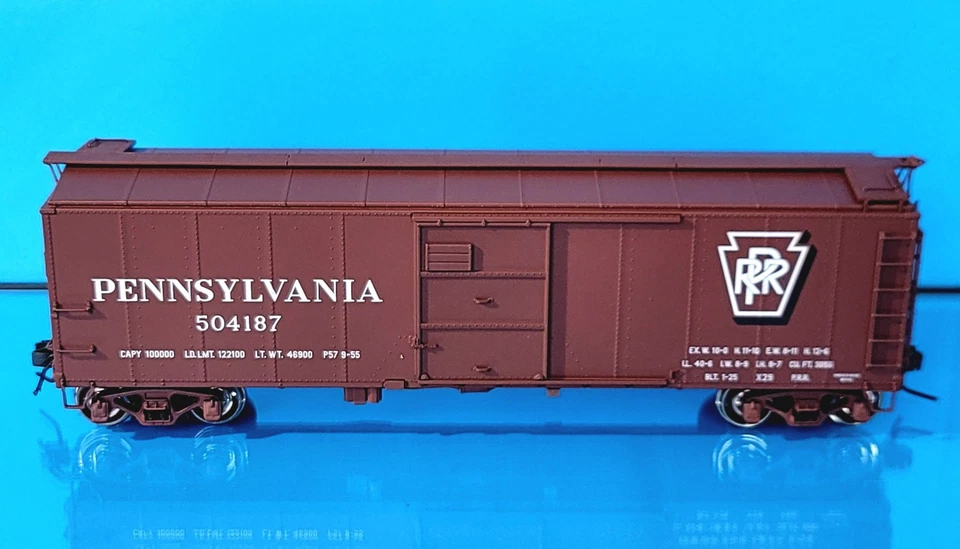 PENNSYLVANIA
504187
CAPY 100000 LD.LMT. 122100 LT. WT. 46900 P57 9-55
PRR
EX. W. 10-0 H. 11-10 E.W. 8-11 H. 12-6
LL. 40-6 I.W. 8-9 I.H. 8-7 CU. FT.
BLT. 1-25 X29 P.R.R.